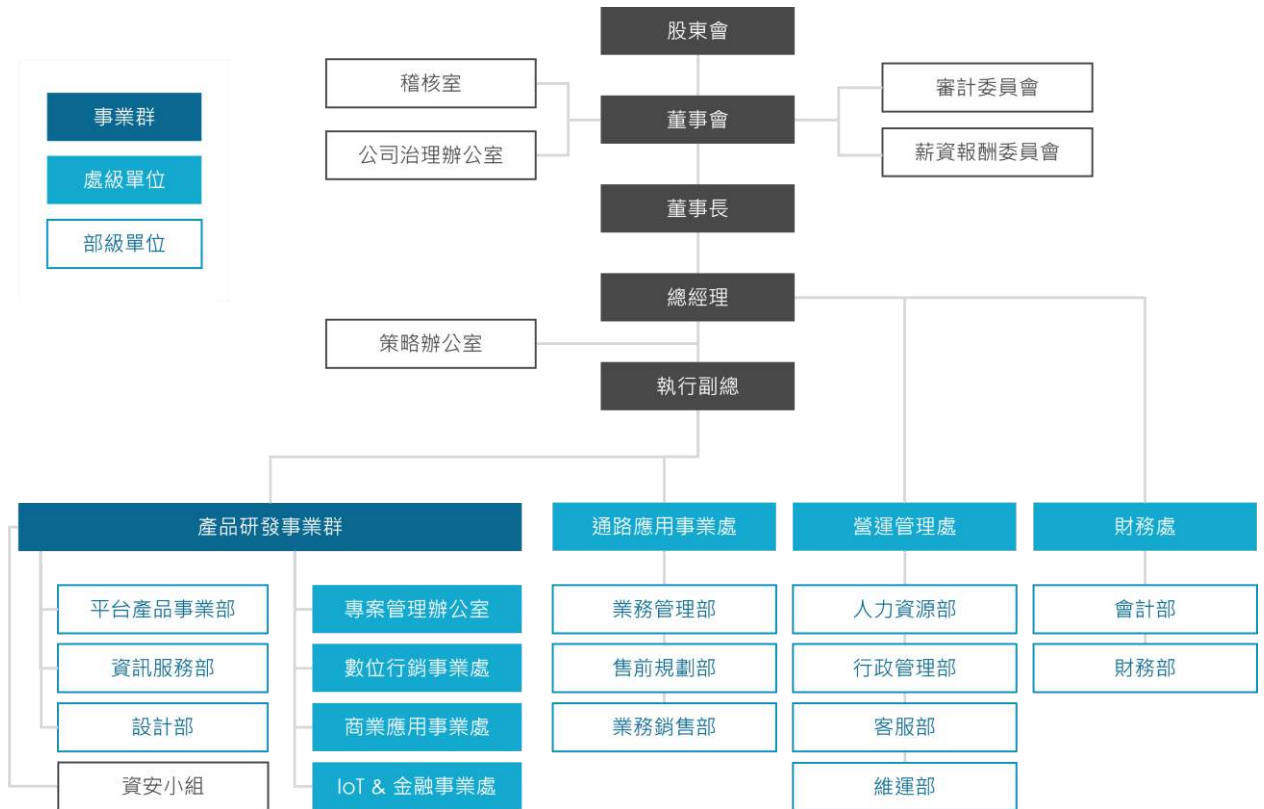 股東會
稽核室
審計委員會
事業群
董事會
公司治理辦公室
薪資報酬委員會
處級單位
董事長
部級單位
總經理
策略辦公室
執行副總
產品研發事業群
通路應用事業處
營運管理處
財務處
平台產品事業部
專案管理辦公室
業務管理部
人力資源部
會計部
資訊服務部
數位行銷事業處
售前規劃部
行政管理部
財務部
設計部
商業應用事業處
業務銷售部
客服部
資安小組
IoT & 金融事業處
維運部